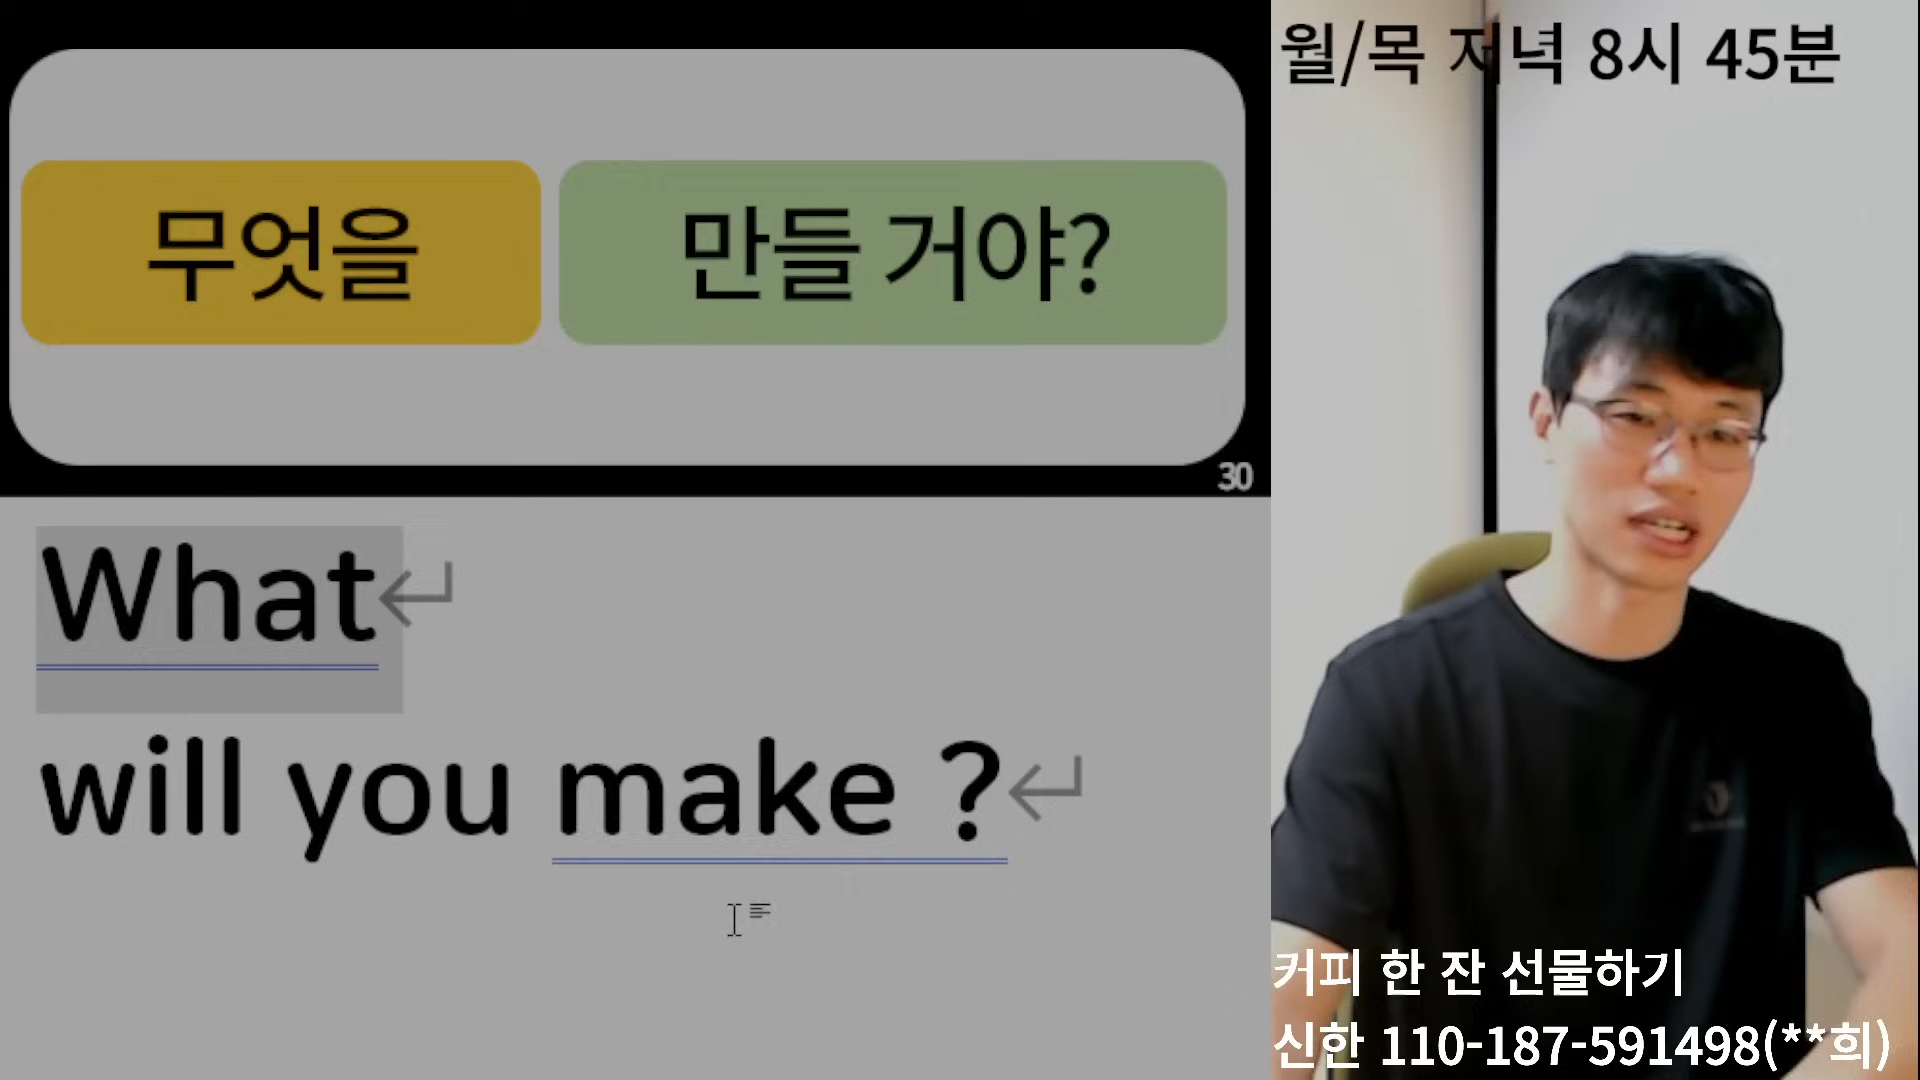 무엇을 만들 거야?
30
What
will you make ?
월/목 저녁 8시 45분
커피 한 잔 선물하기
신한 110-187-591498(**희)